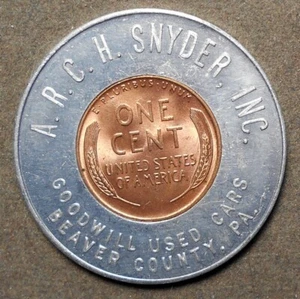 A. R. C. H. SNYDER, INC.
E·PLURIBUS·UNUM
ONE
CENT
UNITED STATES
OF AMERICA
GOODWILL USED CARS
BEAVER COUNTY, PA.